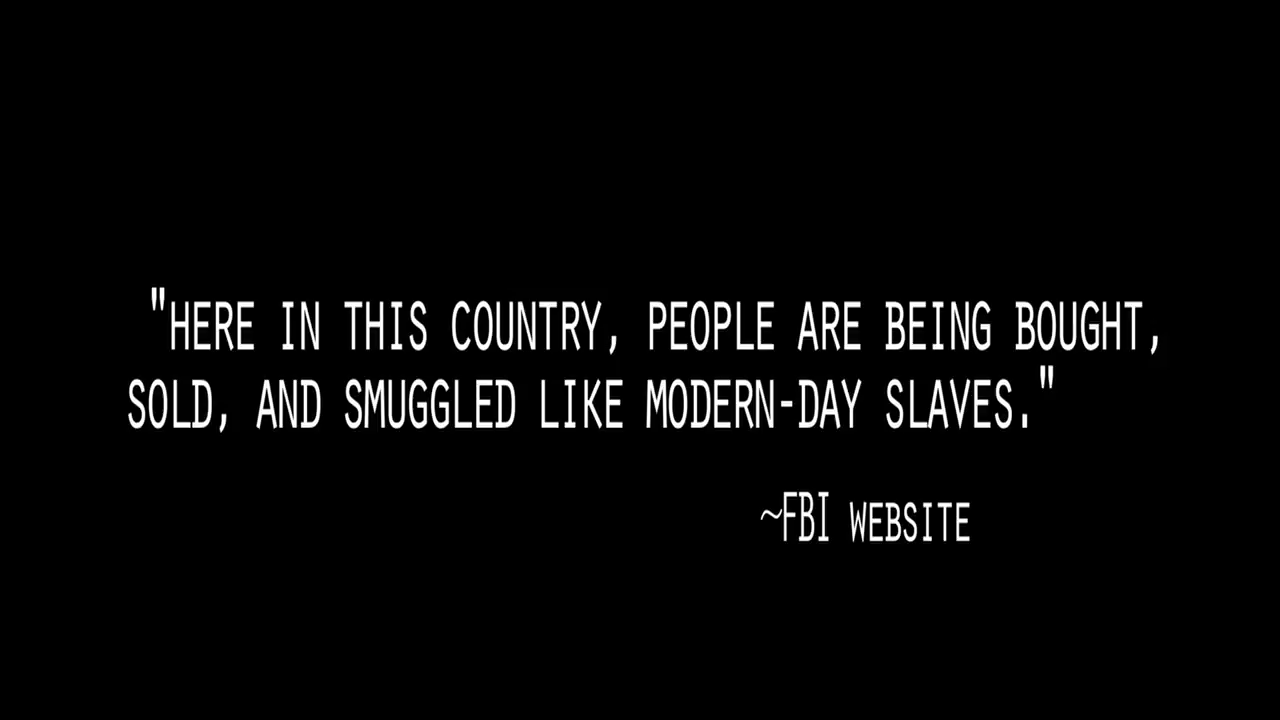 "HERE IN THIS COUNTRY, PEOPLE ARE BEING BOUGHT,
SOLD, AND SMUGGLED LIKE MODERN-DAY SLAVES."
~FBI WEBSITE